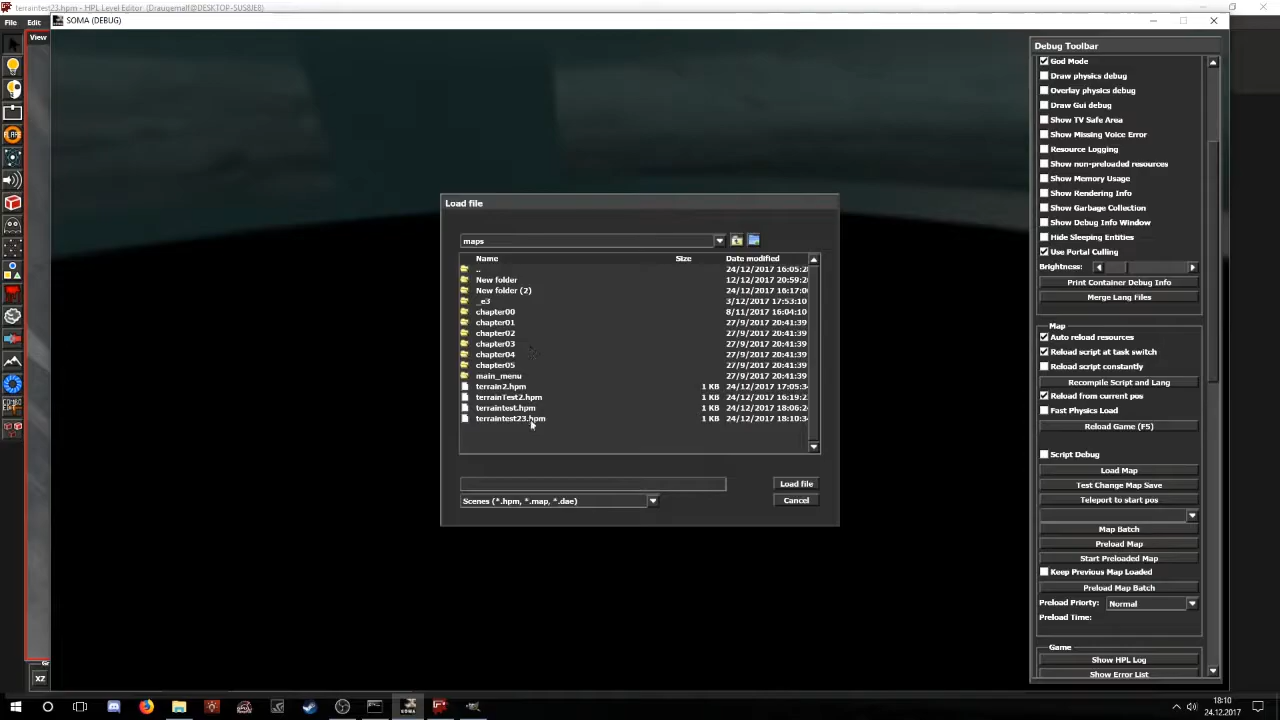 terraintest23.hpm - HPL Level Editor (Draugemalf@DESKTOP-SUS8JE8)
File Edit
SOMA (DEBUG)
View
Debug Toolbar
God Mode
Draw physics debug
Overlay physics debug
Draw Gui debug
Show TV Safe Area
Show Missing Voice Error
Resource Logging
Show non-preloaded resources
Show Memory Usage
Show Rendering Info
Show Garbage Collection
Show Debug Info Window
Hide Sleeping Entities
Use Portal Culling
Brightness:
Print Container Debug Info
Merge Lang Files
Map
Auto reload resources
Reload script at task switch
Reload script constantly
Recompile Script and Lang
Reload from current pos
Fast Physics Load
Reload Game (F5)
Script Debug
Load Map
Test Change Map Save
Teleport to start pos
Map Batch
Preload Map
Start Preloaded Map
Keep Previous Map Loaded
Preload Map Batch
Preload Priorty: Normal
Preload Time:
Game
Show HPL Log
Show Error List
Load file
maps
Name Size Date modified
.. 24/12/2017 16:05:2
New folder 12/12/2017 20:59:2
New folder (2) 24/12/2017 16:17:0
_e3 3/12/2017 17:53:10
chapter00 8/11/2017 16:04:10
chapter01 27/9/2017 20:41:39
chapter02 27/9/2017 20:41:39
chapter03 27/9/2017 20:41:39
chapter04 27/9/2017 20:41:39
chapter05 27/9/2017 20:41:39
main_menu 27/9/2017 20:41:39
terrain2.hpm 1 KB 24/12/2017 17:05:3
terrainTest2.hpm 1 KB 24/12/2017 16:19:2
terraintest.hpm 1 KB 24/12/2017 18:06:2
terraintest23.hpm 1 KB 24/12/2017 18:10:3
Load file
Scenes (*.hpm, *.map, *.dae) Cancel
XZ
18:10
24.12.2017